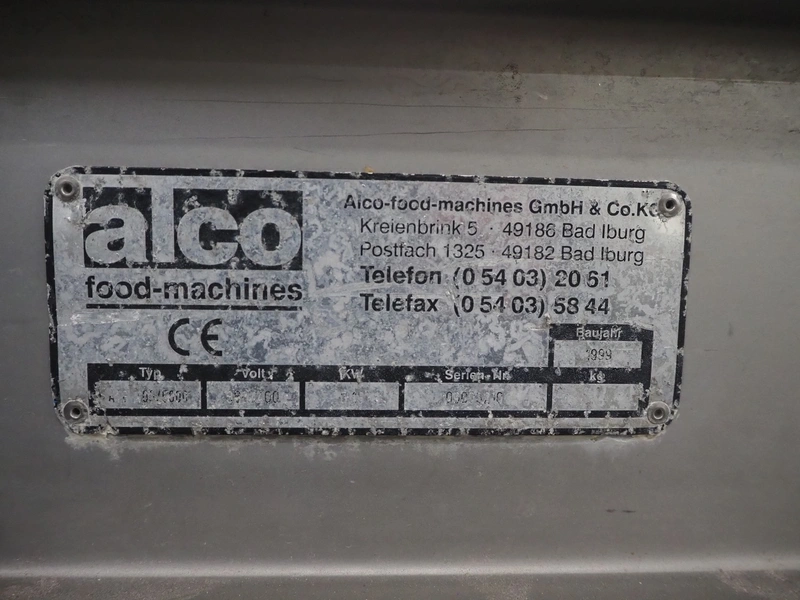 alco
food-machines
CE
Alco-food-machines GmbH & Co.KG
Kreienbrink 5 · 49186 Bad Iburg
Postfach 1325 · 49182 Bad Iburg
Telefon (0 54 03) 20 61
Telefax (0 54 03) 58 44
Baujahr
1999
Typ Volt KW Serien-Nr. kg